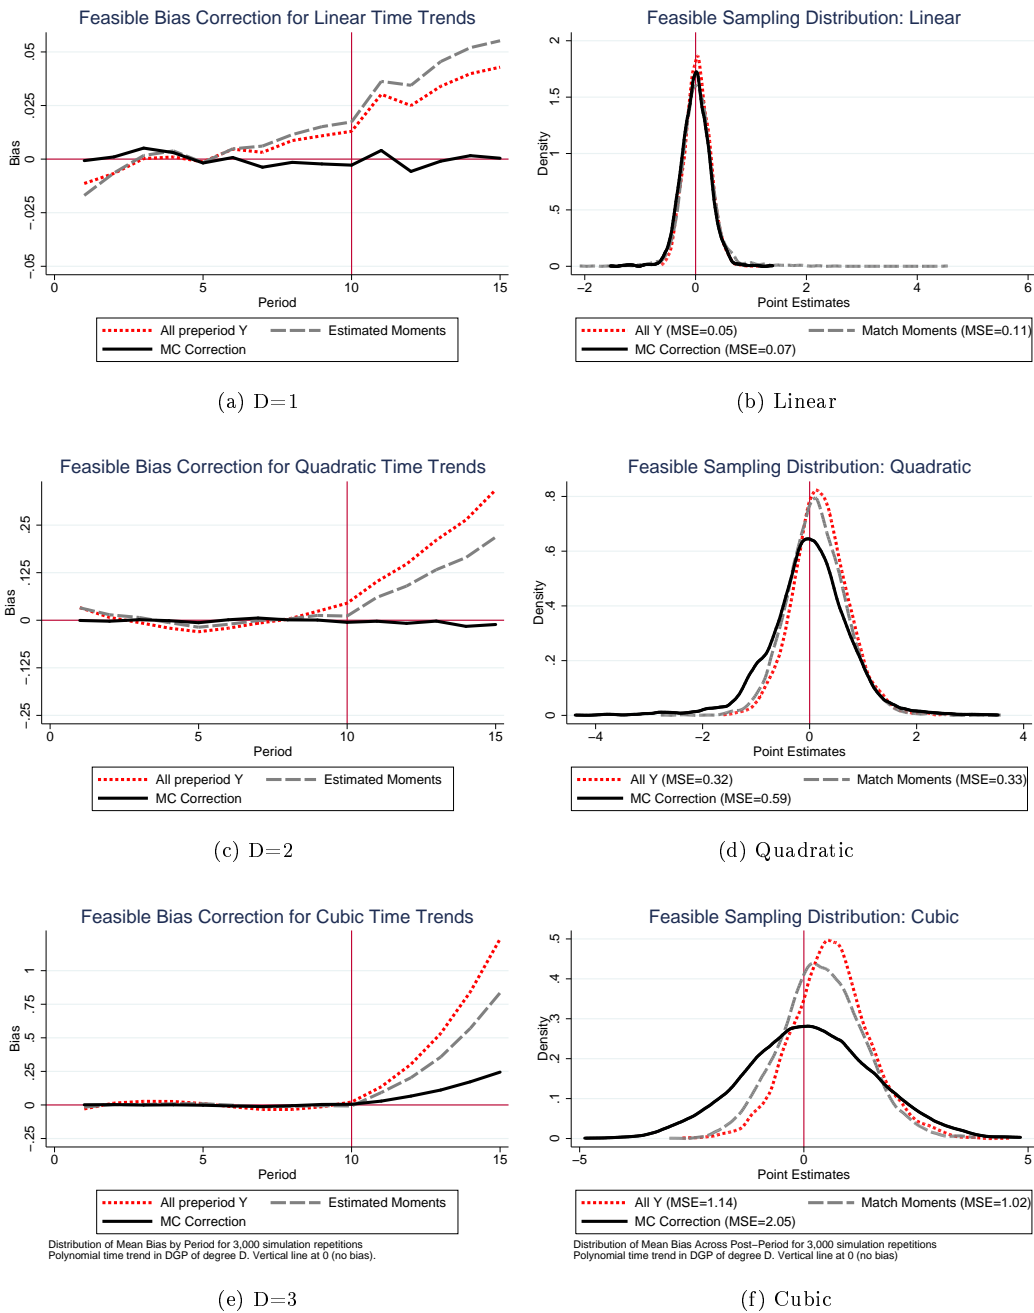 Feasible Bias Correction for Linear Time Trends
Bias
.05
.025
0
-.025
-.05
0 5 10 15
Period
All preperiod Y Estimated Moments
MC Correction
(a) D=1
Feasible Sampling Distribution: Linear
Density
2
1.5
1
.5
0
-2 0 2 4 6
Point Estimates
All Y (MSE=0.05) Match Moments (MSE=0.11)
MC Correction (MSE=0.07)
(b) Linear
Feasible Bias Correction for Quadratic Time Trends
Bias
.25
.125
0
-.125
-.25
0 5 10 15
Period
All preperiod Y Estimated Moments
MC Correction
(c) D=2
Feasible Sampling Distribution: Quadratic
Density
.8
.6
.4
.2
0
-4 -2 0 2 4
Point Estimates
All Y (MSE=0.32) Match Moments (MSE=0.33)
MC Correction (MSE=0.59)
(d) Quadratic
Feasible Bias Correction for Cubic Time Trends
Bias
1
.75
.5
.25
0
-.25
0 5 10 15
Period
All preperiod Y Estimated Moments
MC Correction
Distribution of Mean Bias by Period for 3,000 simulation repetitions
Polynomial time trend in DGP of degree D. Vertical line at 0 (no bias).
(e) D=3
Feasible Sampling Distribution: Cubic
Density
.5
.4
.3
.2
.1
0
-5 0 5
Point Estimates
All Y (MSE=1.14) Match Moments (MSE=1.02)
MC Correction (MSE=2.05)
Distribution of Mean Bias Across Post-Period for 3,000 simulation repetitions
Polynomial time trend in DGP of degree D. Vertical line at 0 (no bias)
(f) Cubic